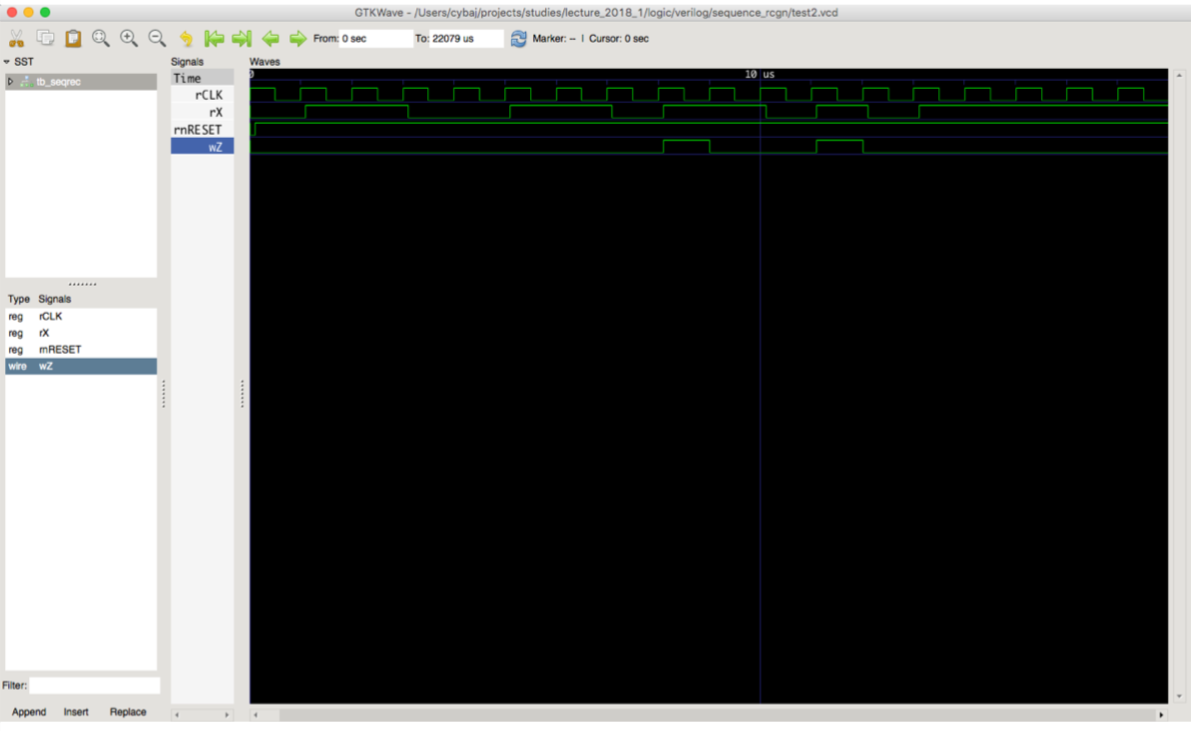 GTKWave - /Users/cybaj/projects/studies/lecture_2018_1/logic/verilog/sequence_rcgn/test2.vcd
From: 0 sec To: 22079 us Marker: -- | Cursor: 0 sec
SST
tb_seqrec
Signals
Time
rCLK
rX
rnRESET
wZ
Waves
0 10 us
Type Signals
reg rCLK
reg rX
reg rnRESET
wire wZ
Filter:
Append Insert Replace